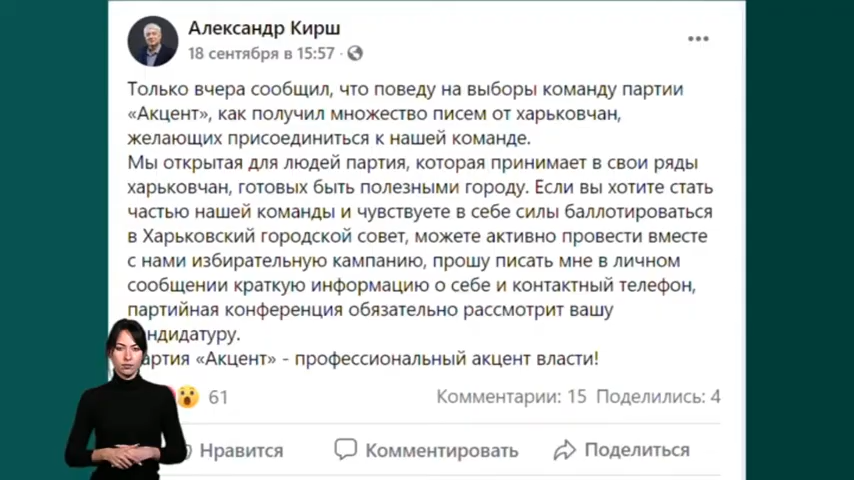 Александр Кирш
18 сентября в 15:57 ·
Только вчера сообщил, что поведу на выборы команду партии
«Акцент», как получил множество писем от харьковчан,
желающих присоединиться к нашей команде.
Мы открытая для людей партия, которая принимает в свои ряды
харьковчан, готовых быть полезными городу. Если вы хотите стать
частью нашей команды и чувствуете в себе силы баллотироваться
в Харьковский городской совет, можете активно провести вместе
с нами избирательную кампанию, прошу писать мне в личном
сообщении краткую информацию о себе и контактный телефон,
партийная конференция обязательно рассмотрит вашу
андидатуру.
артия «Акцент» - профессиональный акцент власти!
61 Комментарии: 15 Поделились: 4
Нравится Комментировать Поделиться